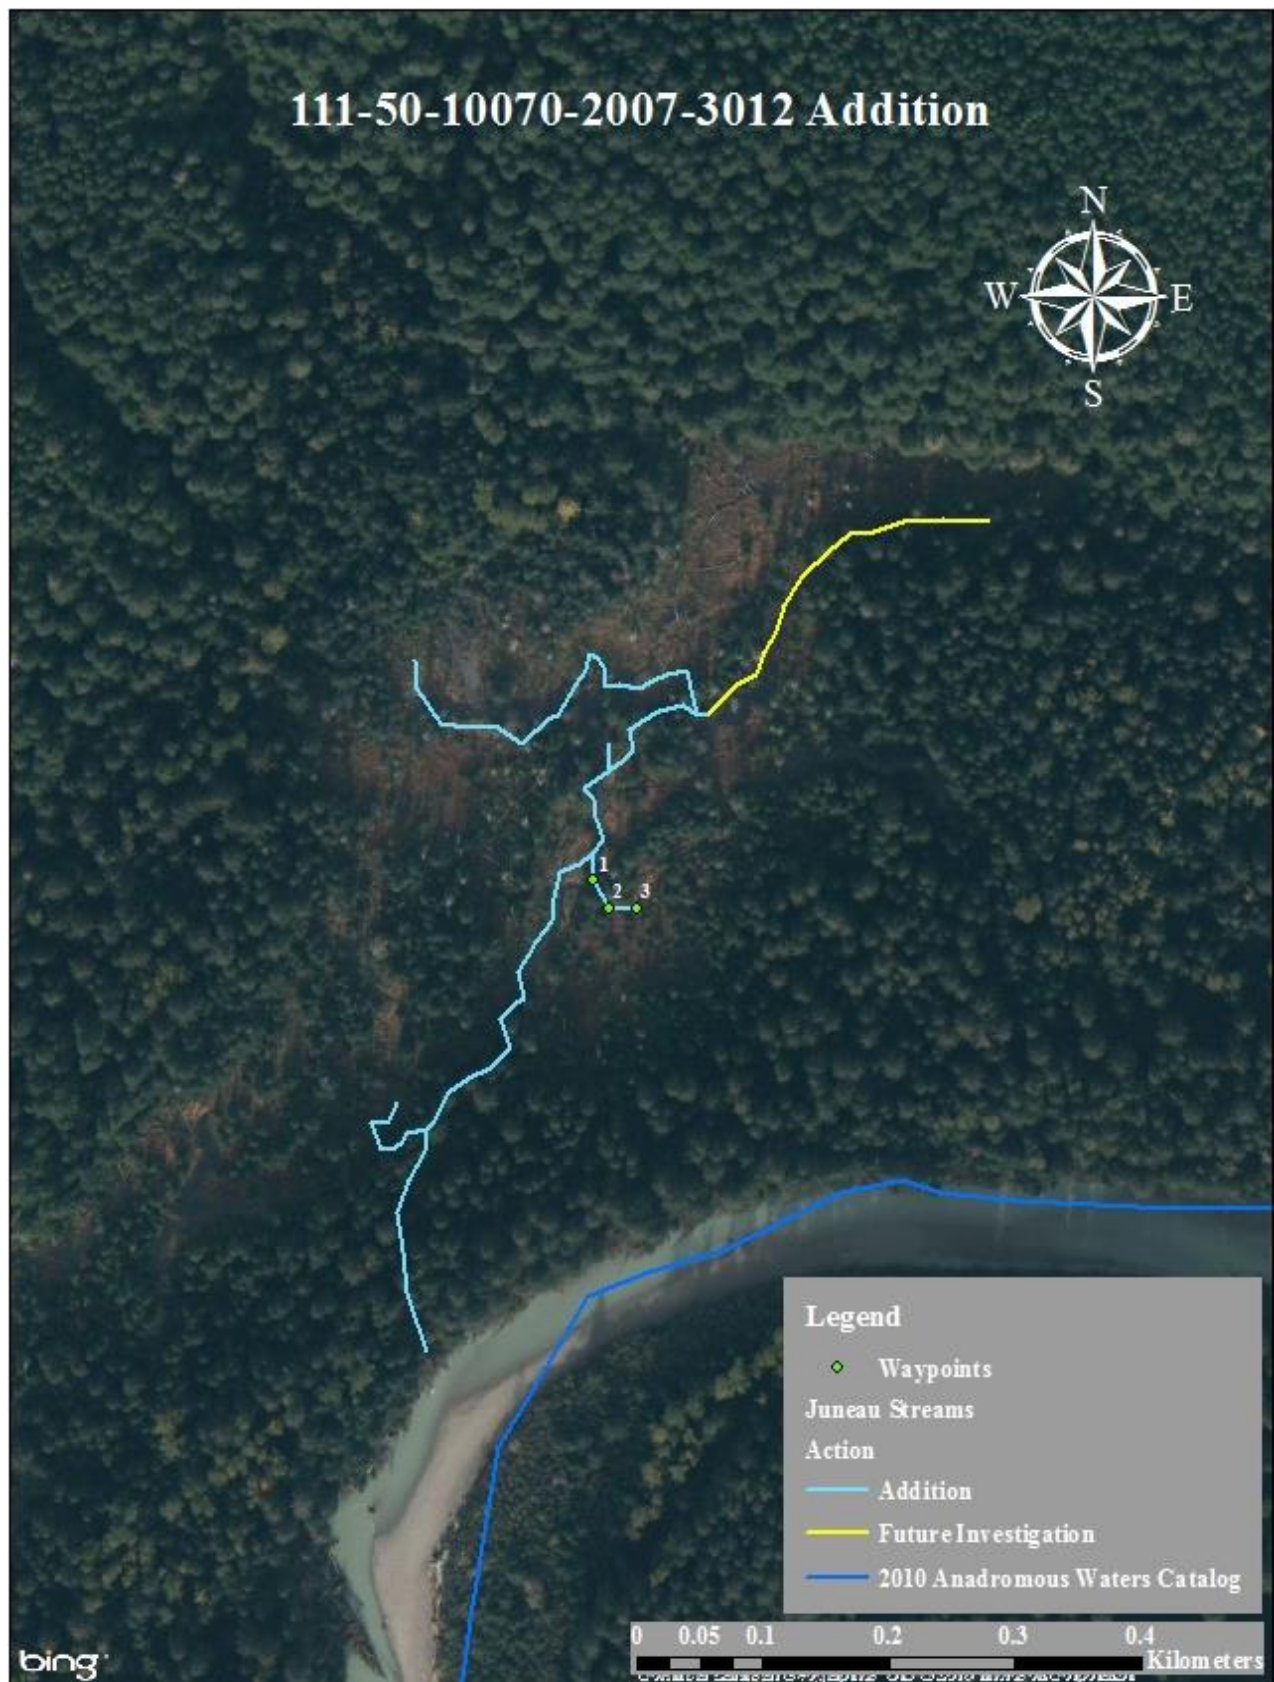 111-50-10070-2007-3012 Addition
N
W E
S
1
2 3
Legend
Waypoints
Juneau Streams
Action
Addition
Future Investigation
2010 Anadromous Waters Catalog
0 0.05 0.1 0.2 0.3 0.4
Kilometers
bing